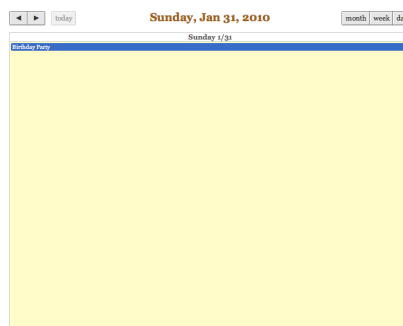 ◄ ► today Sunday, Jan 31, 2010 month week da
Sunday 1/31
Birthday Party